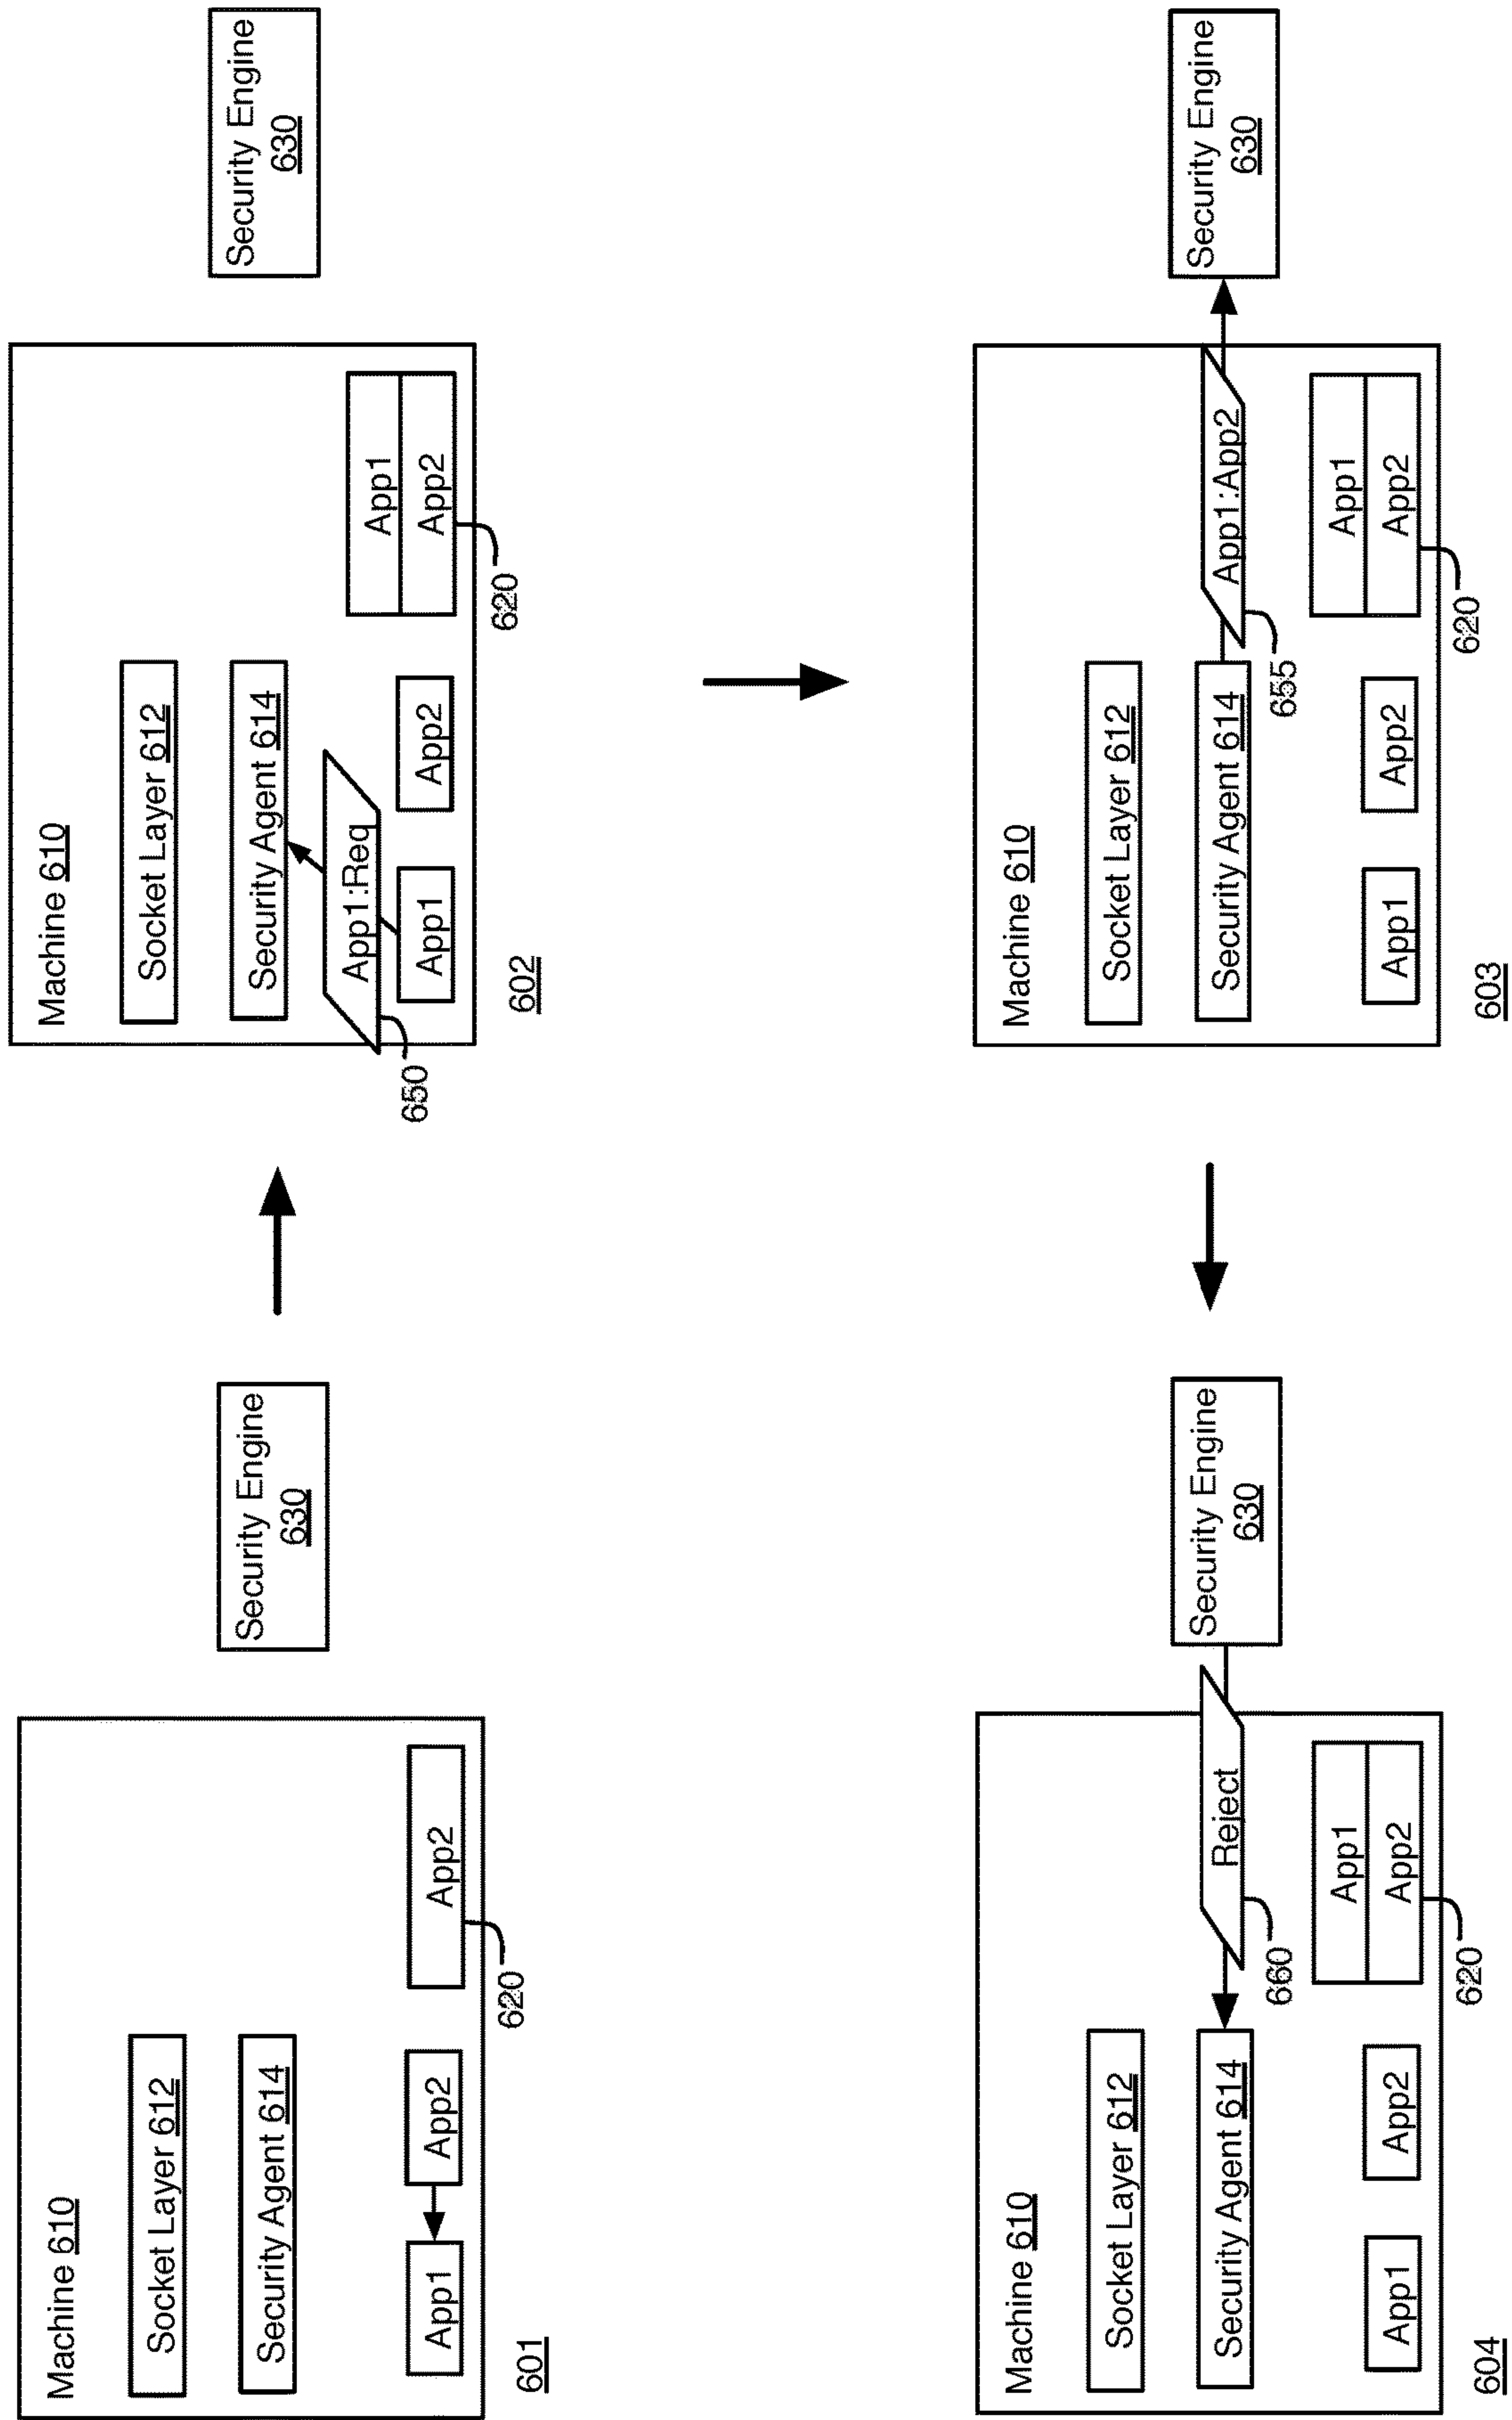 Machine 610
Socket Layer 612
Security Agent 614
App1
App2
App2
620
Security Engine
630
601
Machine 610
Socket Layer 612
Security Agent 614
App1:Req
650
App1
App2
App1
App2
620
Security Engine
630
602
Machine 610
Socket Layer 612
Security Agent 614
Reject
660
App1
App2
App1
App2
620
Security Engine
630
604
Machine 610
Socket Layer 612
Security Agent 614
App1:App2
655
App1
App2
App1
App2
620
Security Engine
630
603